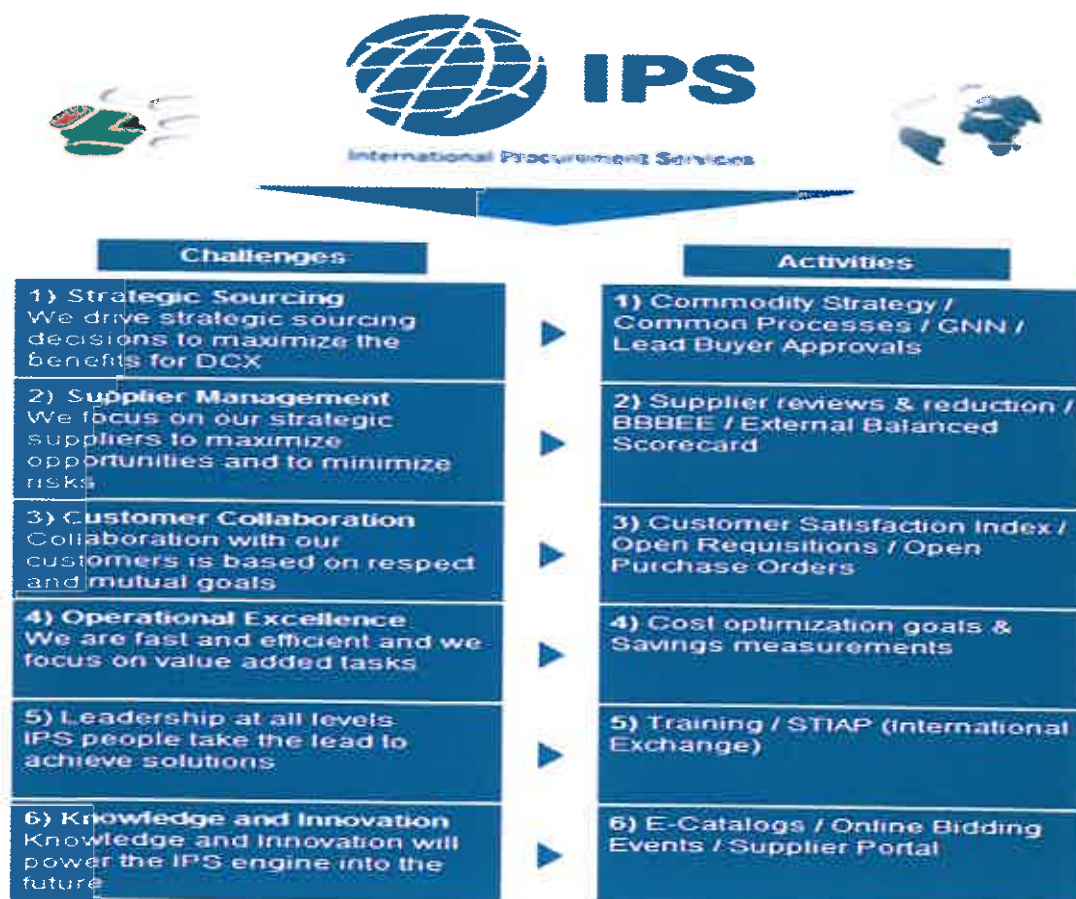 IPS
International Procurement Services
Challenges
1) Strategic Sourcing
We drive strategic sourcing
decisions to maximize the
benefits for DCX
2) Supplier Management
We focus on our strategic
suppliers to maximize
opportunities and to minimize
risks
3) Customer Collaboration
Collaboration with our
customers is based on respect
and mutual goals
4) Operational Excellence
We are fast and efficient and we
focus on value added tasks
5) Leadership at all levels
IPS people take the lead to
achieve solutions
6) Knowledge and Innovation
Knowledge and Innovation will
power the IPS engine into the
future
Activities
1) Commodity Strategy /
Common Processes / GNN /
Lead Buyer Approvals
2) Supplier reviews & reduction /
BBBEE / External Balanced
Scorecard
3) Customer Satisfaction Index /
Open Requisitions / Open
Purchase Orders
4) Cost optimization goals &
Savings measurements
5) Training / STIAP (International
Exchange)
6) E-Catalogs / Online Bidding
Events / Supplier Portal